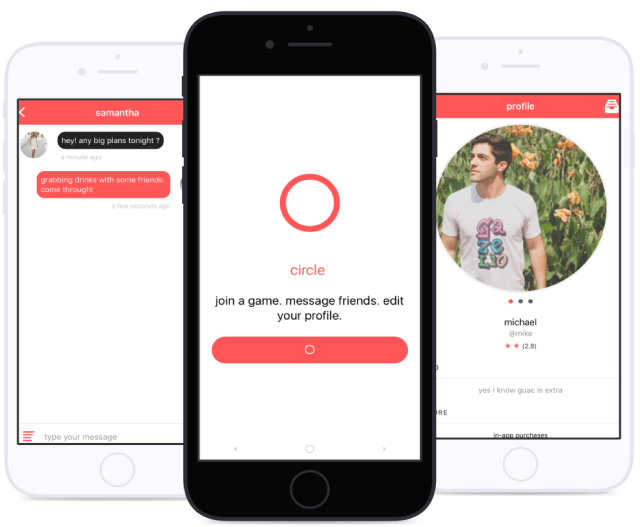 samantha
hey! any big plans tonight ?
a minute ago
grabbing drinks with some friends.
come through!
a few seconds ago
type your message
circle
join a game. message friends. edit
your profile.
profile
gazelio
michael
@mike
(2.8)
yes i know guac is extra
in-app purchases